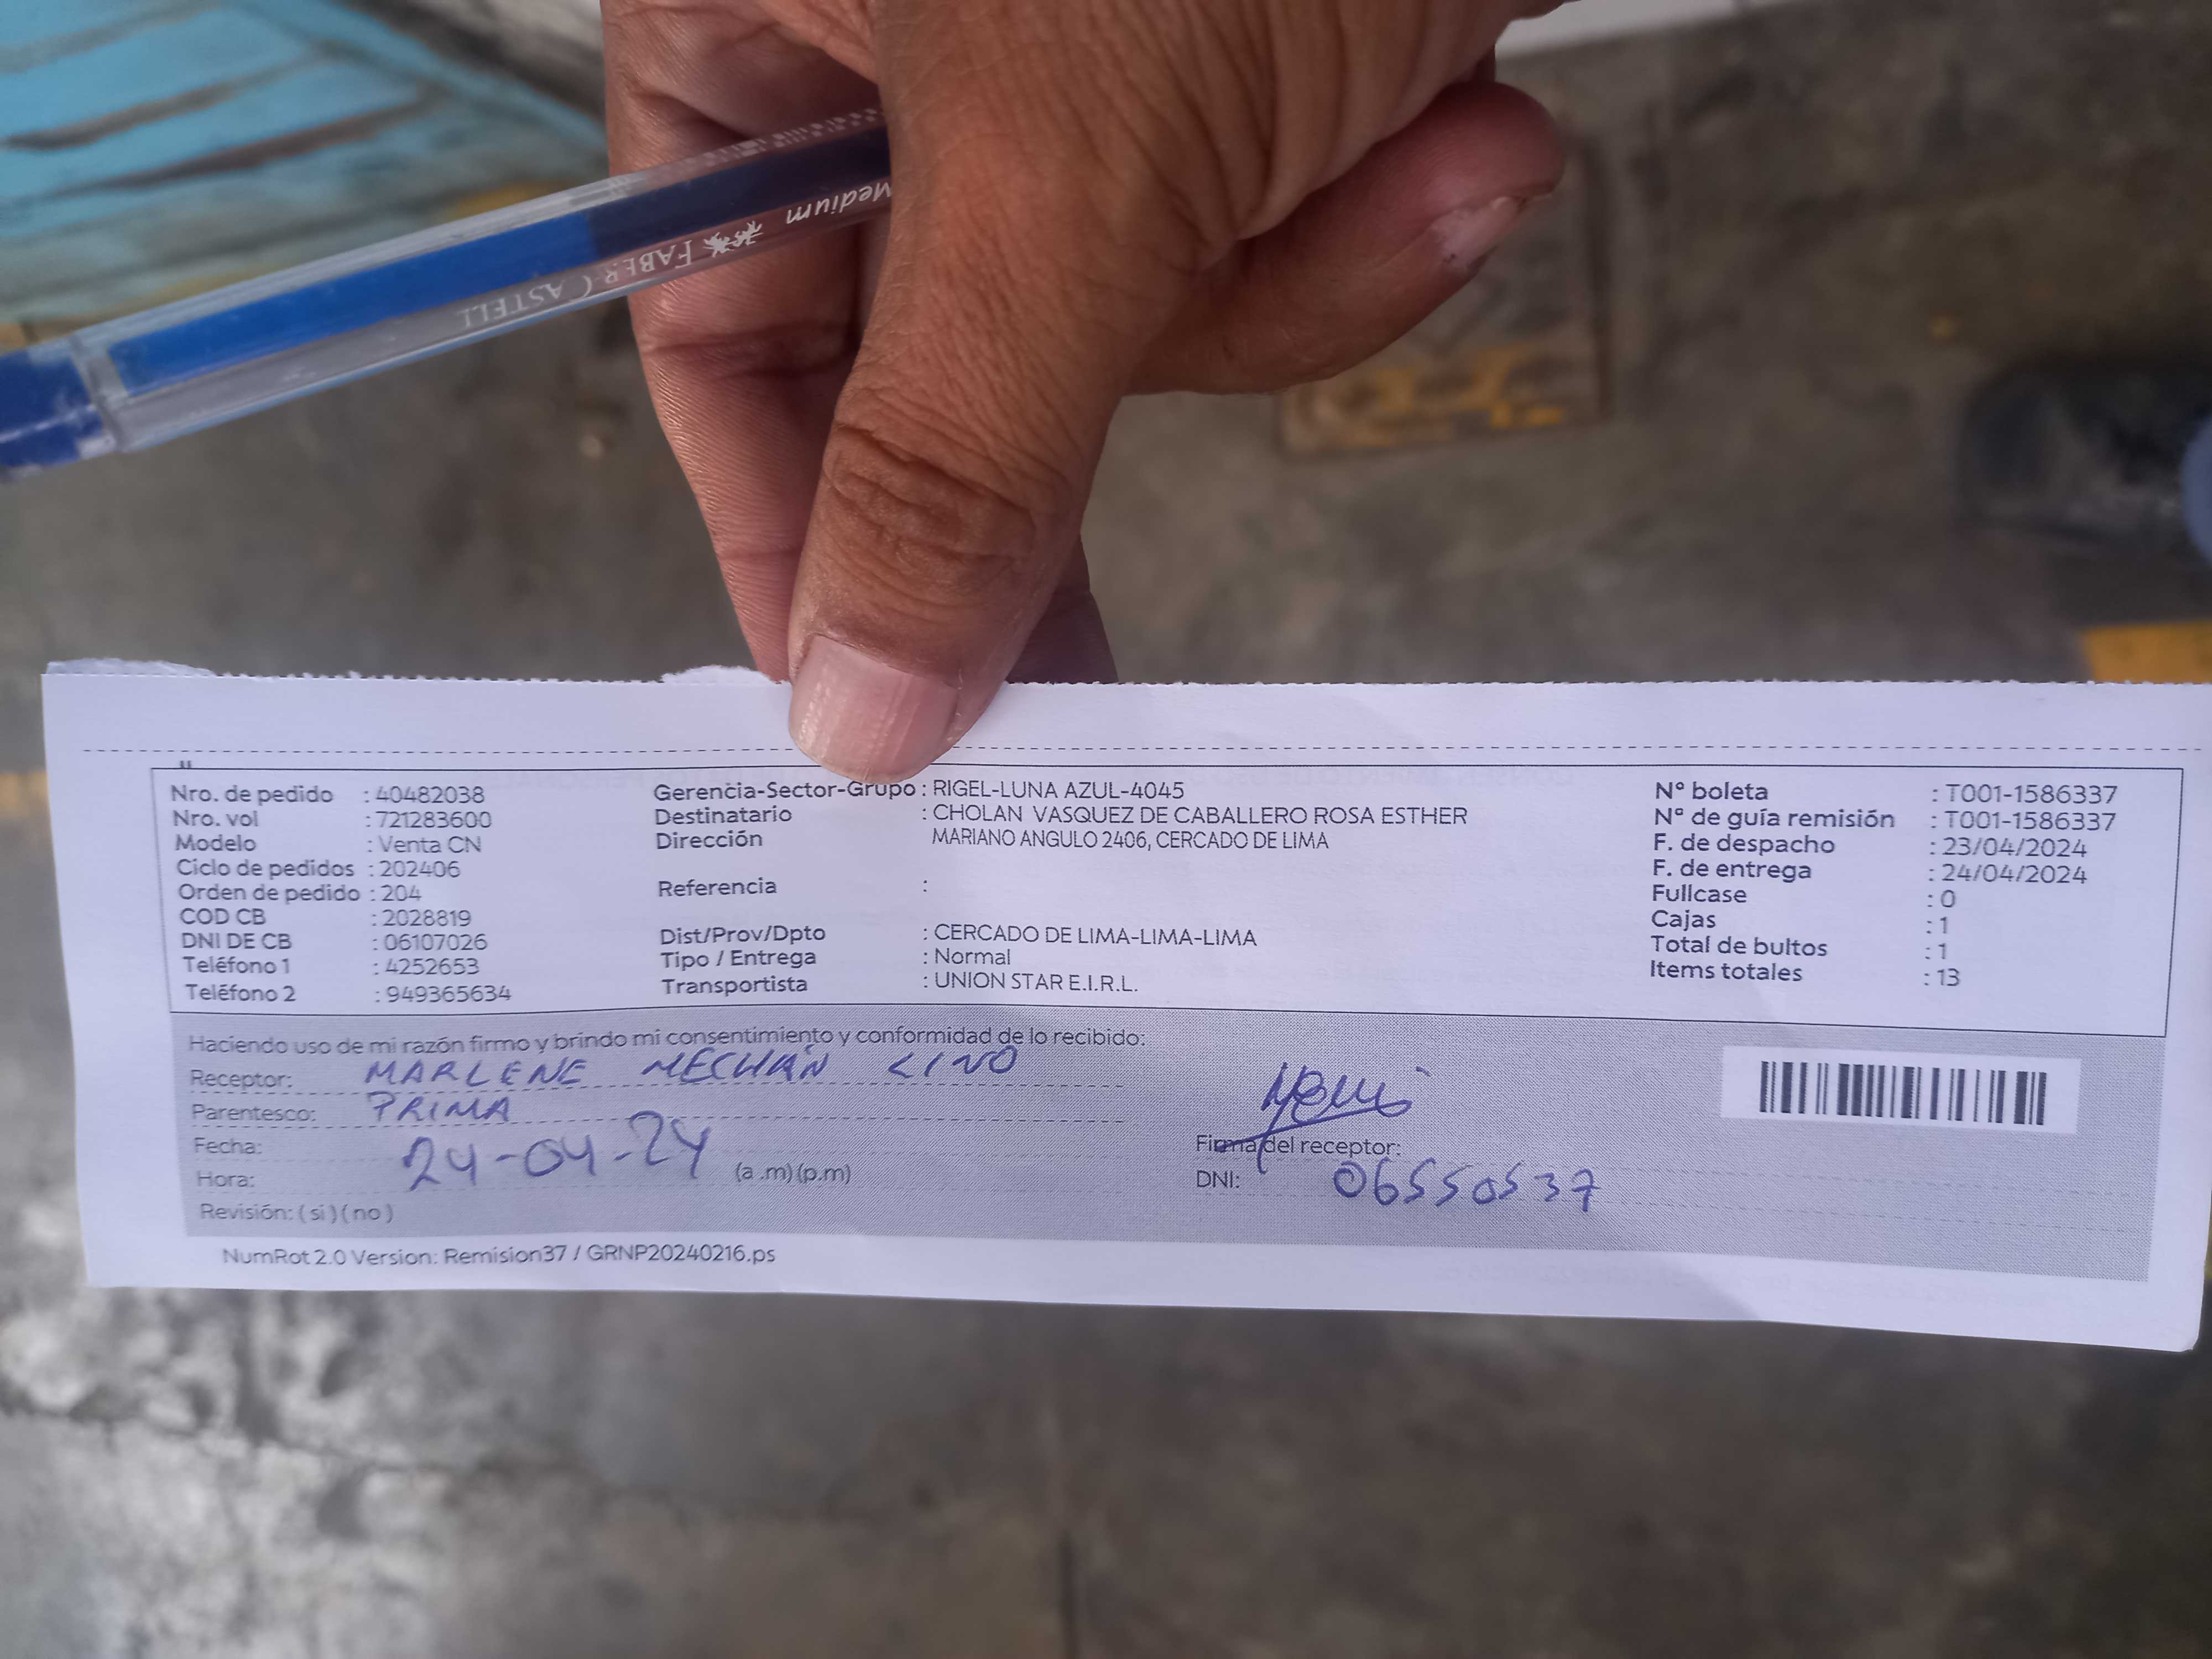 Medium
FABER CASTELL
Nro. de pedido : 40482038 Gerencia-Sector-Grupo : RIGEL-LUNA AZUL-4045 N° boleta : T001-1586337
Nro. vol : 721283600 Destinatario : CHOLAN VASQUEZ DE CABALLERO ROSA ESTHER N° de guía remisión : T001-1586337
Modelo : Venta CN Dirección MARIANO ANGULO 2406, CERCADO DE LIMA F. de despacho : 23/04/2024
Ciclo de pedidos : 202406 F. de entrega : 24/04/2024
Orden de pedido : 204 Referencia : Fullcase : 0
COD CB : 2028819 Cajas : 1
DNI DE CB : 06107026 Dist/Prov/Dpto : CERCADO DE LIMA-LIMA-LIMA Total de bultos : 1
Teléfono 1 : 4252653 Tipo / Entrega : Normal Items totales : 13
Teléfono 2 : 949365634 Transportista : UNION STAR E.I.R.L.
Haciendo uso de mi razón firmo y brindo mi consentimiento y conformidad de lo recibido:
Receptor: MARLENE MECHÁN LINO
Parentesco: PRIMA
Fecha: 24-04-24 Firma del receptor:
Hora: (a .m)(p.m) DNI: 06550537
Revisión: ( si ) ( no )
NumRot 2.0 Version: Remision37 / GRNP20240216.ps